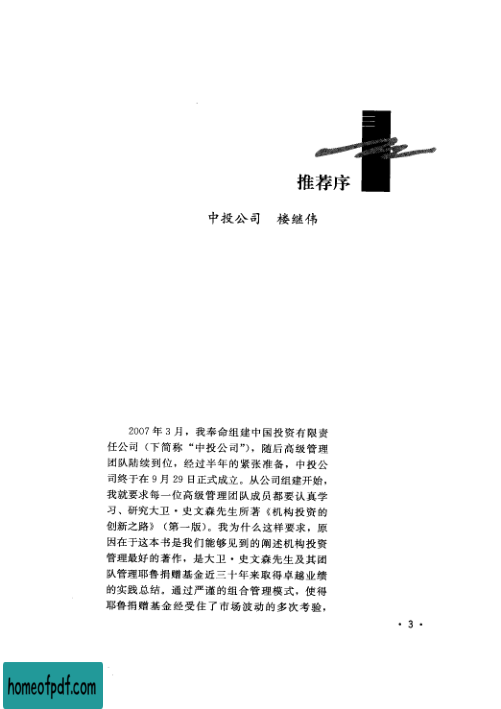 推荐序
中投公司 楼继伟
2007 年 3 月，我奉命组建中国投资有限责
任公司（下简称“中投公司”），随后高级管理
团队陆续到位，经过半年的紧张准备，中投公
司终于在 9 月 29 日正式成立。从公司组建开始，
我就要求每一位高级管理团队成员都要认真学
习、研究大卫·史文森所著《机构投资的
创新之路》（第一版）。我为什么这样要求，原
因在于这本书是我们能够见到的阐述机构投资
管理最好的著作，是大卫·史文森先生及其团
队管理耶鲁捐赠基金近三十年来取得卓越业绩
的实践总结。通过严谨的组合管理模式，使得
耶鲁捐赠基金经受住了市场波动的多次考验，
· 3 ·
homeofpdf.com